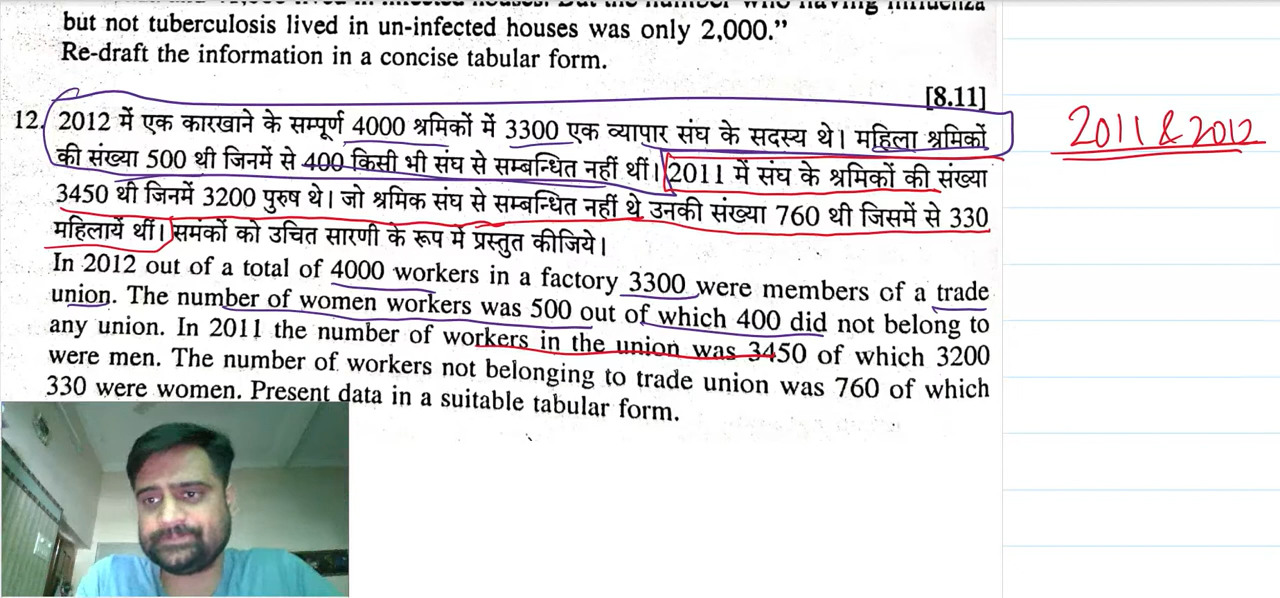 but not tuberculosis lived in un-infected houses was only 2,000.”
Re-draft the information in a concise tabular form.
[8.11]
12. 2012 में एक कारखाने के सम्पूर्ण 4000 श्रमिकों में 3300 एक व्यापार संघ के सदस्य थे। महिला श्रमिकों
की संख्या 500 थी जिनमें से 400 किसी भी संघ से सम्बन्धित नहीं थीं। 2011 में संघ के श्रमिकों की संख्या
3450 थी जिनमें 3200 पुरुष थे। जो श्रमिक संघ से सम्बन्धित नहीं थे उनकी संख्या 760 थी जिसमें से 330
महिलायें थीं। समंकों को उचित सारणी के रूप में प्रस्तुत कीजिये।
In 2012 out of a total of 4000 workers in a factory 3300 were members of a trade
union. The number of women workers was 500 out of which 400 did not belong to
any union. In 2011 the number of workers in the union was 3450 of which 3200
were men. The number of workers not belonging to trade union was 760 of which
330 were women. Present data in a suitable tabular form.
2011 & 2012